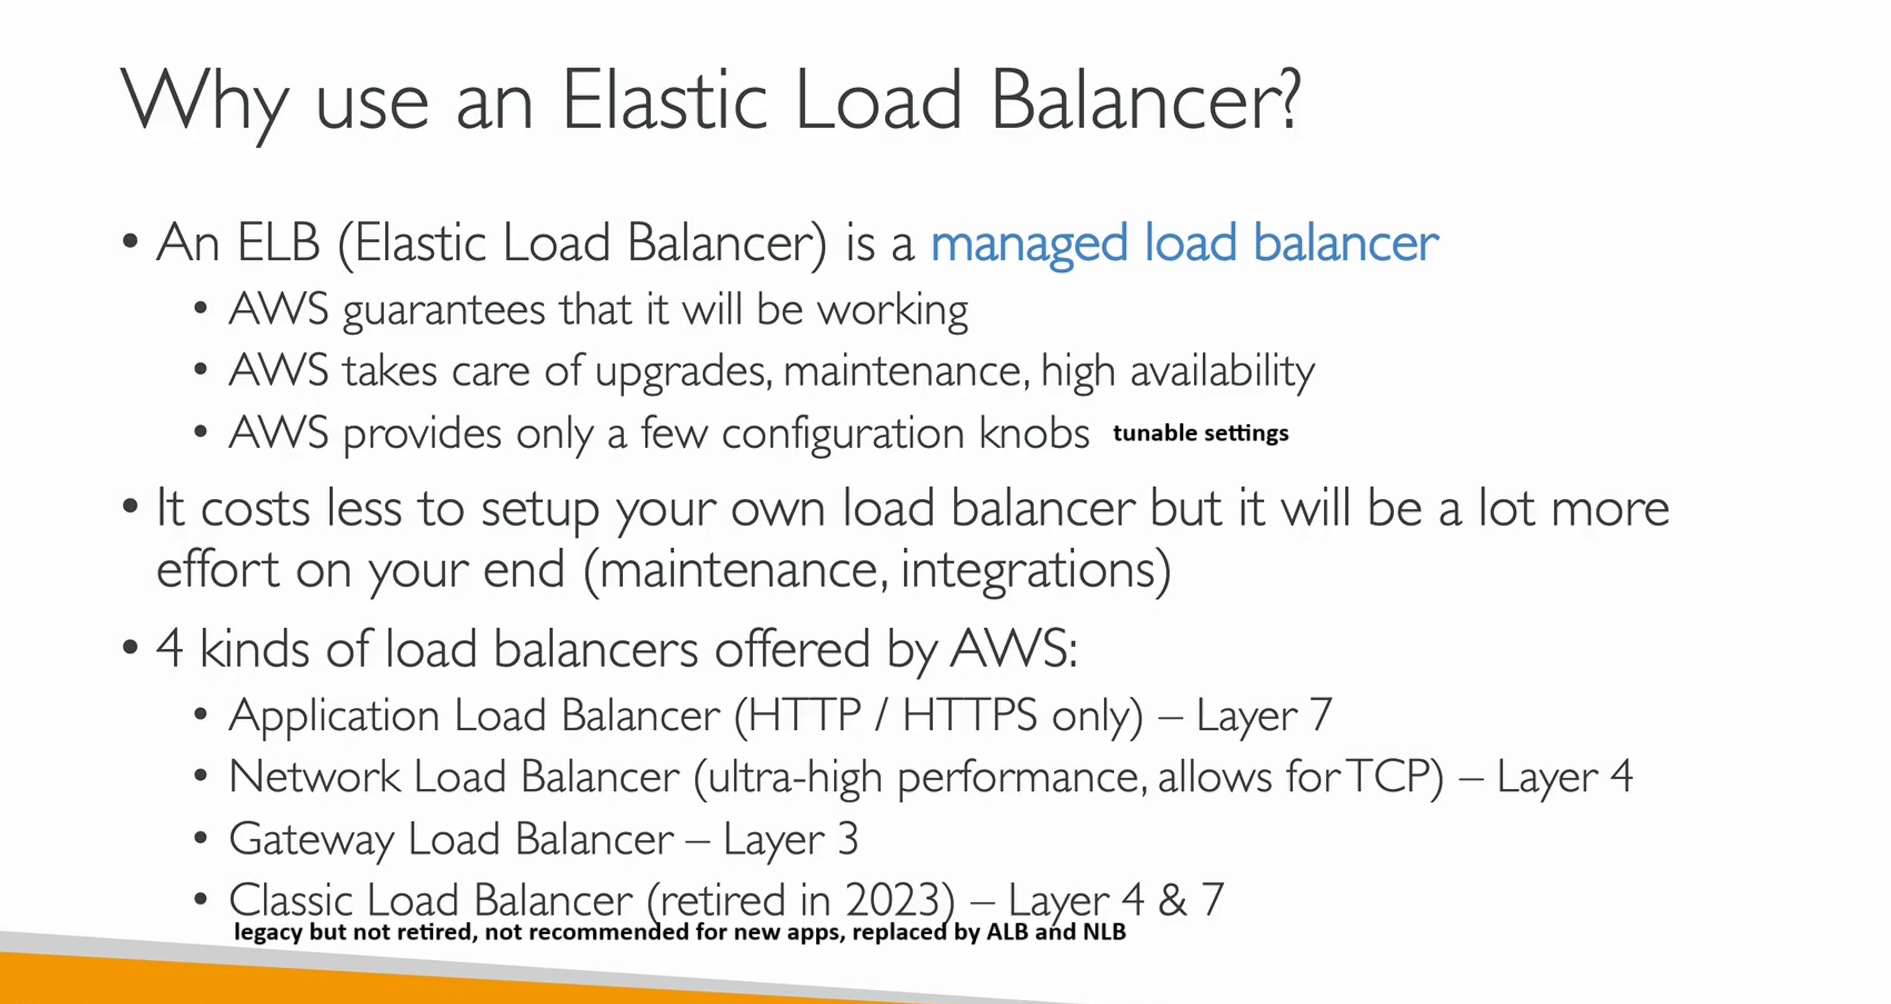 Why use an Elastic Load Balancer?
• An ELB (Elastic Load Balancer) is a managed load balancer
• AWS guarantees that it will be working
• AWS takes care of upgrades, maintenance, high availability
• AWS provides only a few configuration knobs tunable settings
• It costs less to setup your own load balancer but it will be a lot more
effort on your end (maintenance, integrations)
• 4 kinds of load balancers offered by AWS:
• Application Load Balancer (HTTP / HTTPS only) – Layer 7
• Network Load Balancer (ultra-high performance, allows for TCP) – Layer 4
• Gateway Load Balancer – Layer 3
• Classic Load Balancer (retired in 2023) – Layer 4 & 7
legacy but not retired, not recommended for new apps, replaced by ALB and NLB